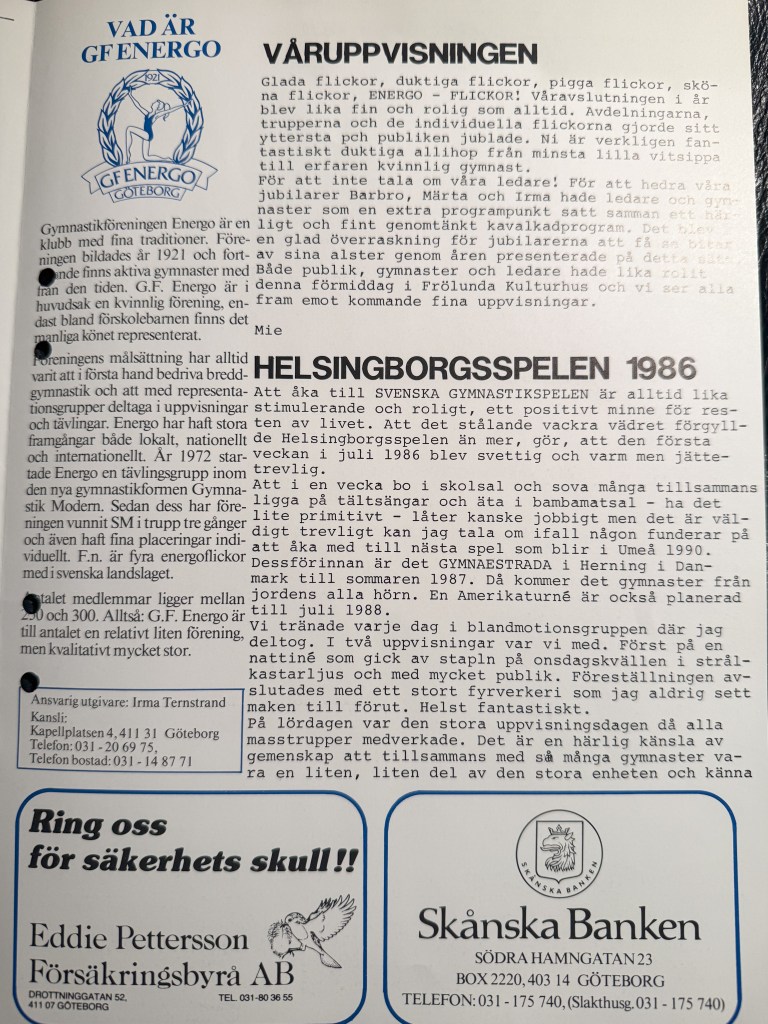 VAD ÄR
GF ENERGO
1921
GF ENERGO
GÖTEBORG
Gymnastikföreningen Energo är en
klubb med fina traditioner. Före-
ningen bildades år 1921 och fort-
ande finns aktiva gymnaster med
från den tiden. G.F. Energo är i
huvudsak en kvinnlig förening, en-
dast bland förskolebarnen finns det
manliga könet representerat.
Föreningens målsättning har alltid
varit att i första hand bedriva bredd-
gymnastik och att med representa-
tionsgrupper deltaga i uppvisningar
och tävlingar. Energo har haft stora
framgångar både lokalt, nationellt
och internationellt. År 1972 star-
tade Energo en tävlingsgrupp inom
den nya gymnastikformen Gymna-
stik Modern. Sedan dess har före-
ningen vunnit SM i trupp tre gånger
och även haft fina placeringar indi-
viduellt. F.n. är fyra energoflickor
med i svenska landslaget.
Antalet medlemmar ligger mellan
250 och 300. Alltså: G.F. Energo är
till antalet en relativt liten förening,
men kvalitativt mycket stor.
Ansvarig utgivare: Irma Ternstrand
Kansli:
Kapellplatsen 4, 411 31 Göteborg
Telefon: 031 - 20 69 75,
Telefon bostad: 031 - 14 87 71
VÅRUPPVISNINGEN
Glada flickor, duktiga flickor, pigga flickor, skö-
na flickor, ENERGO - FLICKOR! Våravslutningen i år
blev lika fin och rolig som alltid. Avdelningarna,
trupperna och de individuella flickorna gjorde sitt
yttersta pch publiken jublade. Ni är verkligen fan-
tastiskt duktiga allihop från minsta lilla vitsippa
till erfaren kvinnlig gymnast.
För att inte tala om våra ledare! För att hedra våra
jubilarer Barbro, Märta och Irma hade ledare och gym-
naster som en extra programpunkt satt samman ett här-
ligt och fint genomtänkt kavalkadprogram. Det blev
en glad överraskning för jubilarerna att få se bitar
av sina alster genom åren presenterade på detta sätt.
Både publik, gymnaster och ledare hade lika rolit
denna förmiddag i Frölunda Kulturhus och vi ser alla
fram emot kommande fina uppvisningar.
Mie
HELSINGBORGSSPELEN 1986
Att åka till SVENSKA GYMNASTIKSPELEN är alltid lika
stimulerande och roligt, ett positivt minne för res-
ten av livet. Att det stålande vackra vädret förgyll-
de Helsingborgsspelen än mer, gör, att den första
veckan i juli 1986 blev svettig och varm men jätte-
trevlig.
Att i en vecka bo i skolsal och sova många tillsammans
ligga på tältsängar och äta i bambamatsal - ha det
lite primitivt - låter kanske jobbigt men det är väl-
digt trevligt kan jag tala om ifall någon funderar på
att åka med till nästa spel som blir i Umeå 1990.
Dessförinnan är det GYMNAESTRADA i Herning i Dan-
mark till sommaren 1987. Då kommer det gymnaster från
jordens alla hörn. En Amerikaturné är också planerad
till juli 1988.
Vi tränade varje dag i blandmotionsgruppen där jag
deltog. I två uppvisningar var vi med. Först på en
nattiné som gick av stapln på onsdagskvällen i strål-
kastarljus och med mycket publik. Föreställningen av-
slutades med ett stort fyrverkeri som jag aldrig sett
maken till förut. Helst fantastiskt.
På lördagen var den stora uppvisningsdagen då alla
masstrupper medverkade. Det är en härlig känsla av
gemenskap att tillsammans med så många gymnaster va-
ra en liten, liten del av den stora enheten och känna
Ring oss
för säkerhets skull!!
Eddie Pettersson
Försäkringsbyrå AB
DROTTNINGGATAN 52,
411 07 GÖTEBORG
TEL. 031-80 36 55
SKÅNSKA BANKEN
Skånska Banken
SÖDRA HAMNGATAN 23
BOX 2220, 403 14 GÖTEBORG
TELEFON: 031 - 175 740, (Slakthusg. 031 - 175 740)